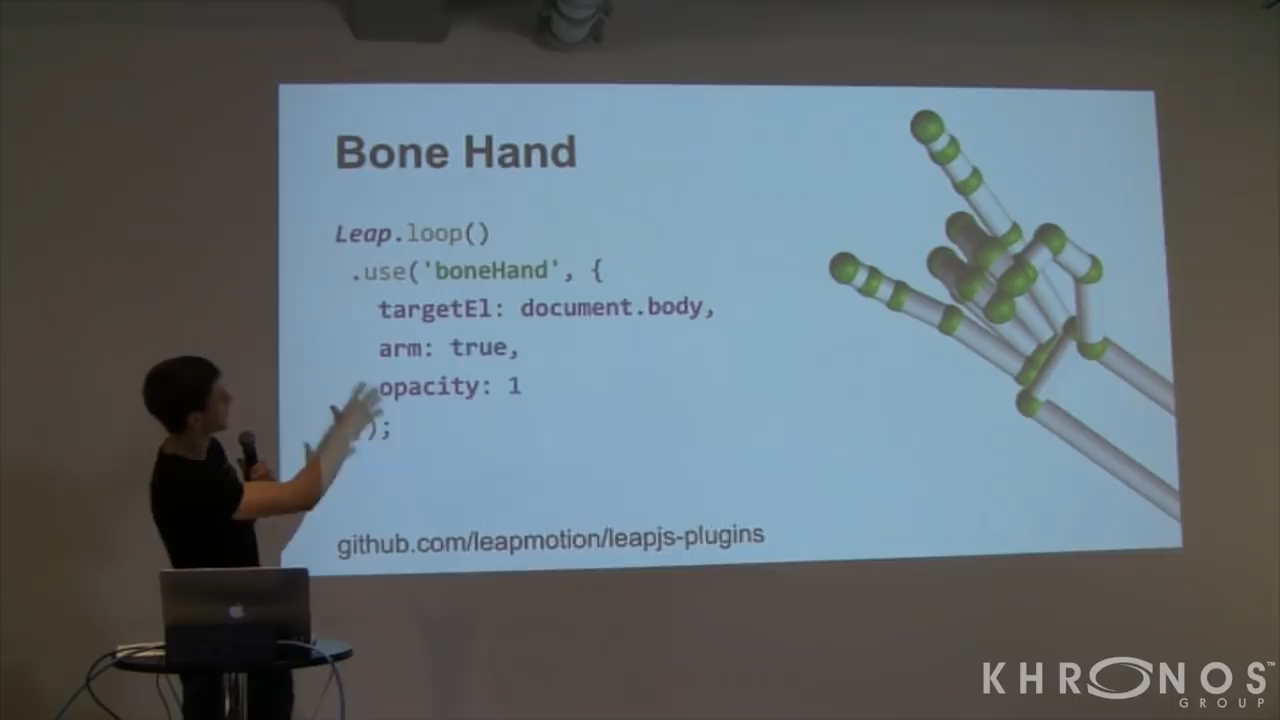 Bone Hand
Leap.loop()
.use('boneHand', {
targetEl: document.body,
arm: true,
opacity: 1
);
github.com/leapmotion/leapjs-plugins
KHRONOS™
GROUP